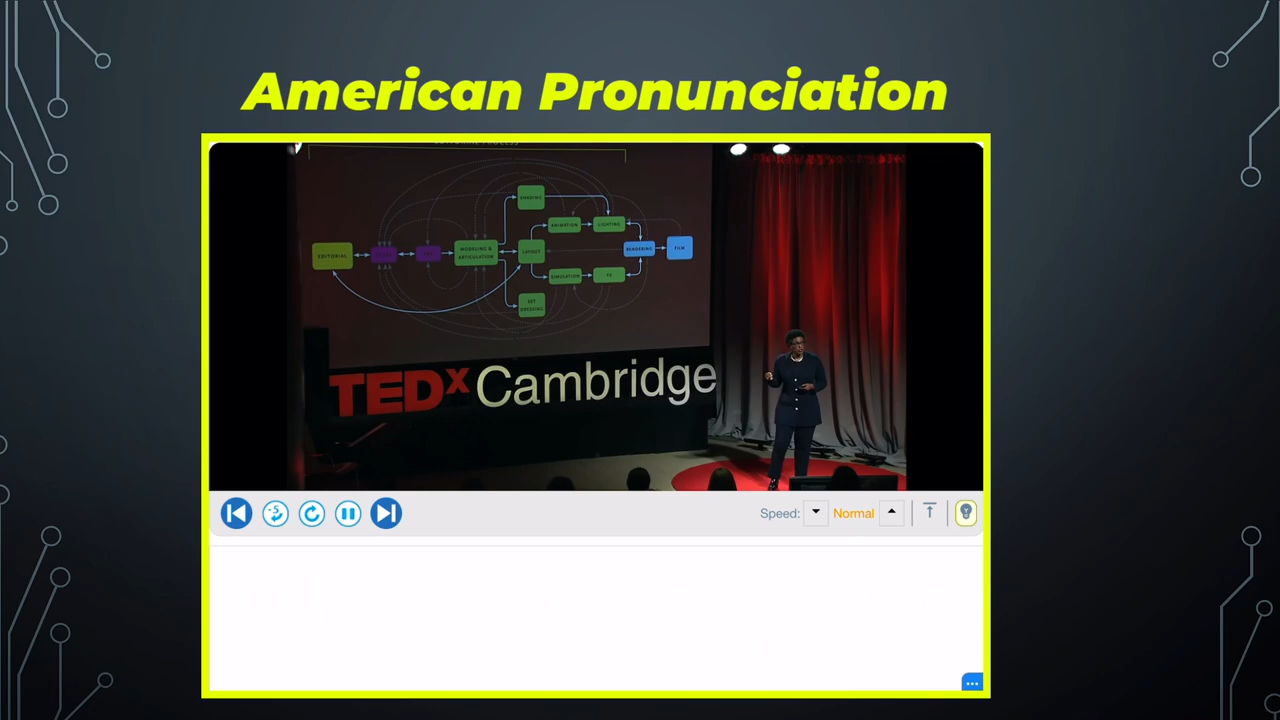 American Pronunciation
EDITORIAL
MODELING &
ARTICULATION
SHADING
ANIMATION
LIGHTING
LAYOUT
RENDERING
FILM
SIMULATION
FX
SET
DRESSING
TEDx Cambridge
-5
Speed:
Normal